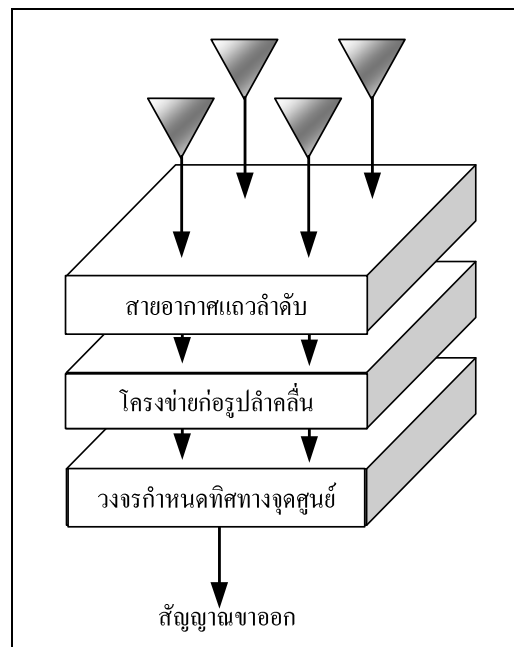 สายอากาศแถวลำดับ
โครงข่ายก่อรูปลำคลื่น
วงจรกำหนดทิศทางจุดศูนย์
สัญญาณขาออก